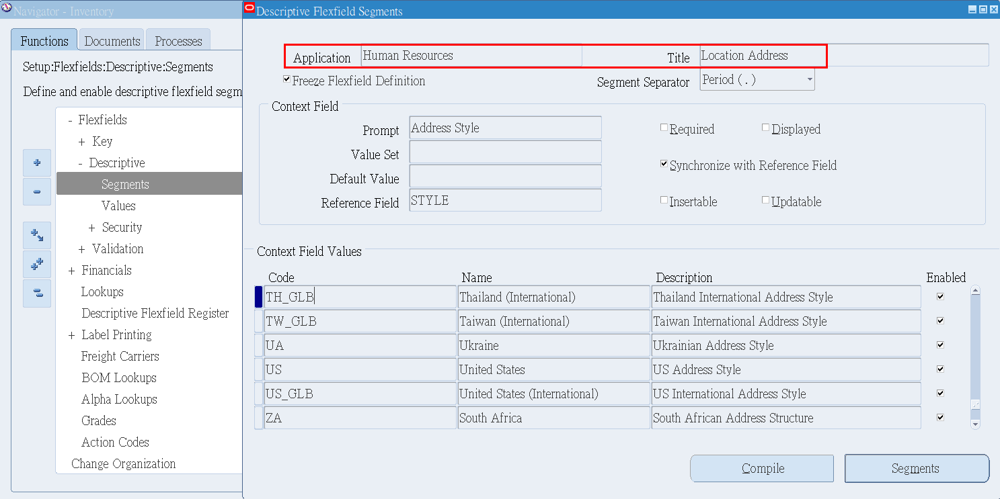 Navigator - Inventory
Functions Documents Processes
Setup:Flexfields:Descriptive:Segments
Define and enable descriptive flexfield segm
- Flexfields
+ Key
- Descriptive
Segments
Values
+ Security
+ Validation
+ Financials
Lookups
Descriptive Flexfield Register
+ Label Printing
Freight Carriers
BOM Lookups
Alpha Lookups
Grades
Action Codes
Change Organization
Descriptive Flexfield Segments
Application Human Resources Title Location Address
Freeze Flexfield Definition Segment Separator Period (.)
Context Field
Prompt Address Style Required Displayed
Value Set
Synchronize with Reference Field
Default Value
Reference Field STYLE Insertable Updatable
Context Field Values
Code Name Description Enabled
TH_GLB Thailand (International) Thailand International Address Style
TW_GLB Taiwan (International) Taiwan International Address Style
UA Ukraine Ukrainian Address Style
US United States US Address Style
US_GLB United States (International) US International Address Style
ZA South Africa South African Address Structure
Compile Segments